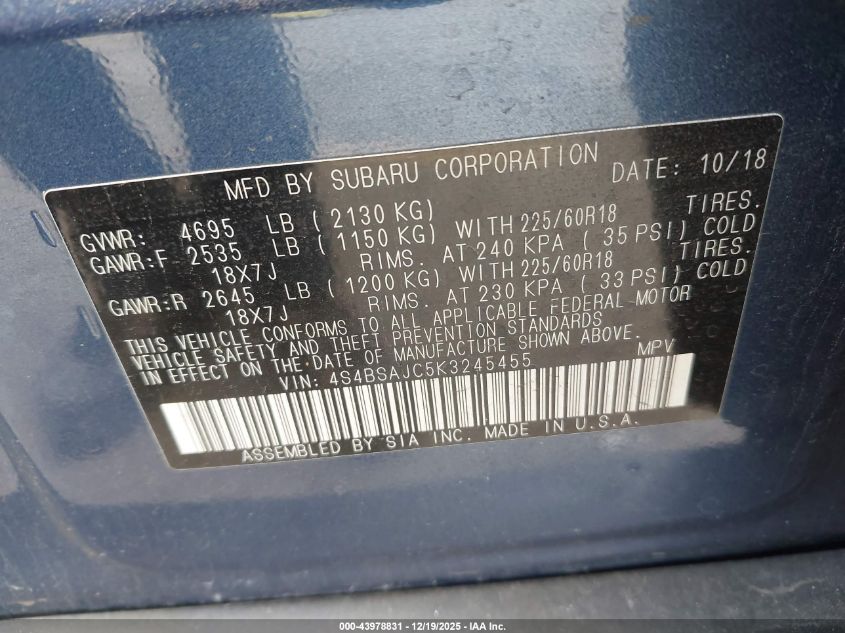 MFD BY SUBARU CORPORATION DATE: 10/18
GVWR: 4695 LB ( 2130 KG)
GAWR:F 2535 LB ( 1150 KG) WITH 225/60R18 TIRES.
18X7J RIMS. AT 240 KPA ( 35 PSI) COLD
GAWR:R 2645 LB ( 1200 KG) WITH 225/60R18 TIRES.
18X7J RIMS. AT 230 KPA ( 33 PSI) COLD
THIS VEHICLE CONFORMS TO ALL APPLICABLE FEDERAL MOTOR
VEHICLE SAFETY AND THEFT PREVENTION STANDARDS
IN EFFECT ON THE DATE OF MANUFACTURE SHOWN ABOVE.
VIN: 4S4BSAJC5K3245455 MPV
ASSEMBLED BY SIA INC. MADE IN U.S.A.
000-43978831 - 12/19/2025 - IAA Inc.